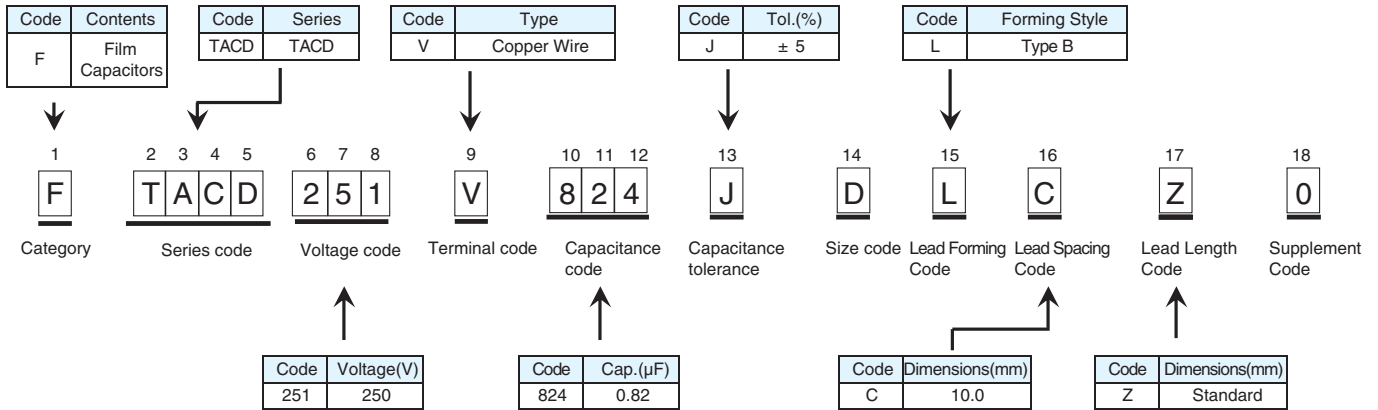 Code Contents
F Film Capacitors
Code Series
TACD TACD
Code Type
V Copper Wire
Code Tol.(%)
J ± 5
Code Forming Style
L Type B
1 2 3 4 5 6 7 8 9 10 11 12 13 14 15 16 17 18
F T A C D 2 5 1 V 8 2 4 J D L C Z 0
Category
Series code
Voltage code
Terminal code
Capacitance
code
Capacitance
tolerance
Size code
Lead Forming
Code
Lead Spacing
Code
Lead Length
Code
Supplement
Code
Code Voltage(V)
251 250
Code Cap.(µF)
824 0.82
Code Dimensions(mm)
C 10.0
Code Dimensions(mm)
Z Standard